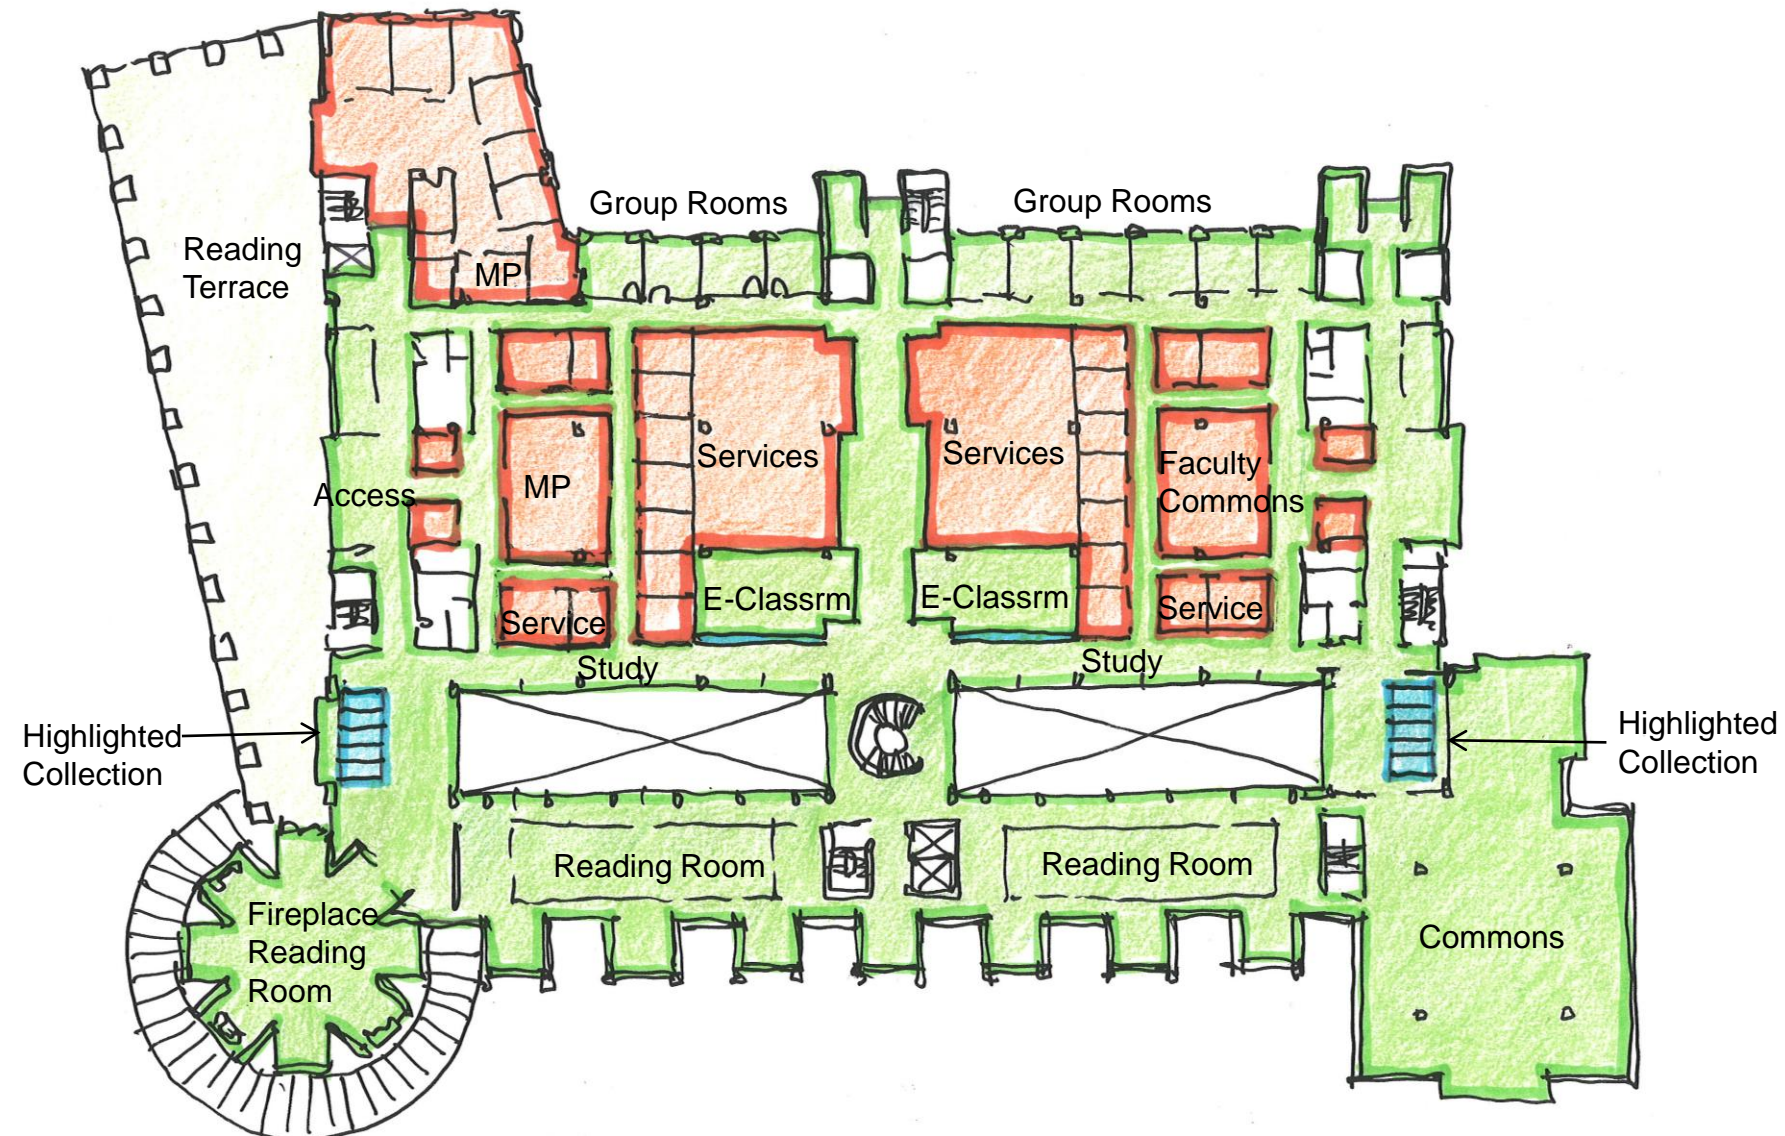 Group Rooms
Group Rooms
Reading
Terrace
MP
Services
Services
Faculty
Commons
Access
MP
E-Classrm
E-Classrm
Service
Service
Study
Study
Highlighted
Collection
Highlighted
Collection
Reading Room
Reading Room
Fireplace
Reading
Room
Commons